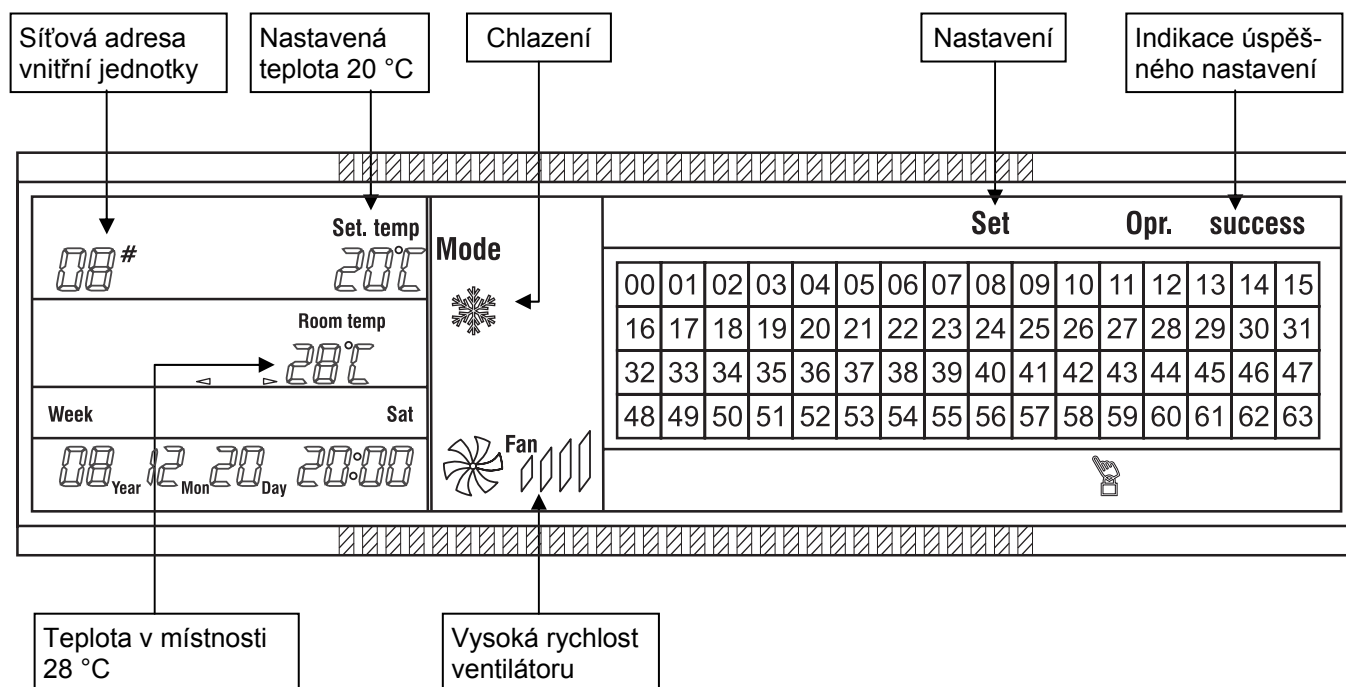 Síťová adresa
vnitřní jednotky
Nastavená
teplota 20 °C
Chlazení
Nastavení
Indikace úspěš-
ného nastavení
08#
Set. temp
20°C
Mode
Set Opr. success
00 01 02 03 04 05 06 07 08 09 10 11 12 13 14 15
16 17 18 19 20 21 22 23 24 25 26 27 28 29 30 31
32 33 34 35 36 37 38 39 40 41 42 43 44 45 46 47
48 49 50 51 52 53 54 55 56 57 58 59 60 61 62 63
Room temp
28°C
Week Sat
08 Year 12 Mon 20 Day 20:00
Fan
Teplota v místnosti
28 °C
Vysoká rychlost
ventilátoru